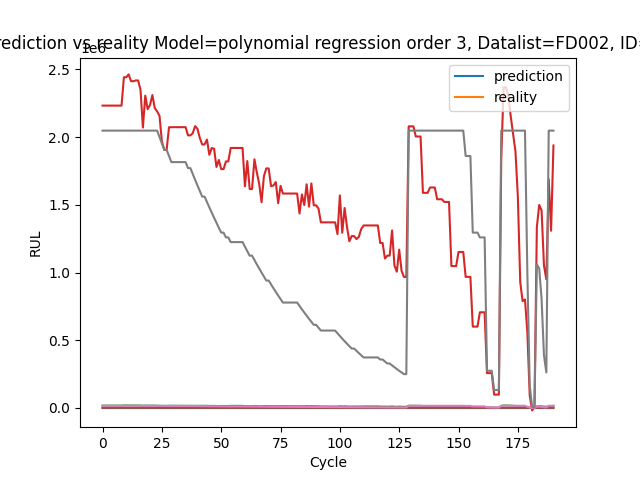 rediction vs reality Model=polynomial regression order 3, Datalist=FD002, ID=
1e6
prediction
reality
2.5
2.0
1.5
1.0
0.5
0.0
RUL
0 25 50 75 100 125 150 175
Cycle